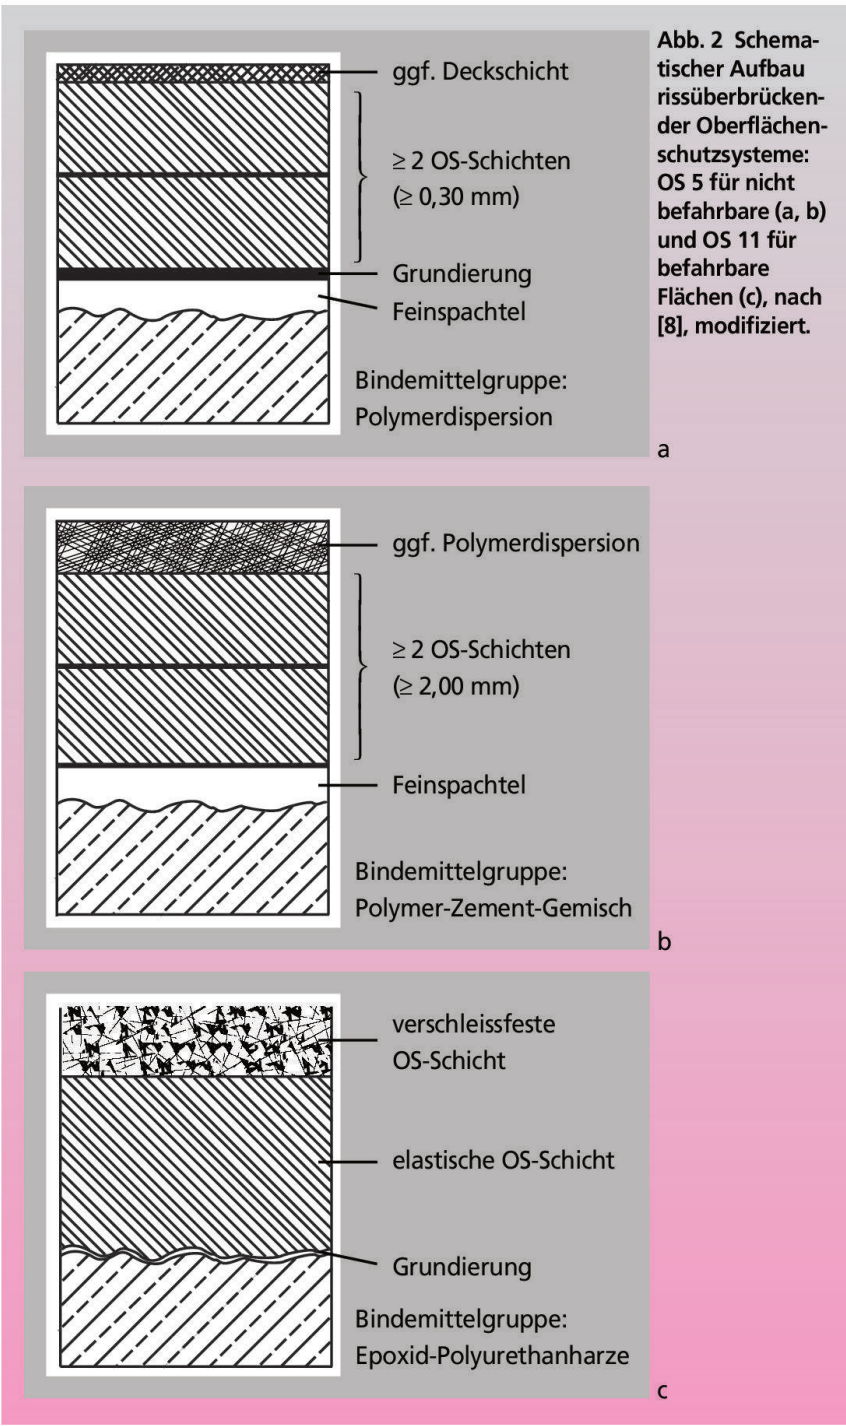 Abb. 2 Schema-
tischer Aufbau
rissüberbrücken-
der Oberflächen-
schutzsysteme:
OS 5 für nicht
befahrbare (a, b)
und OS 11 für
befahrbare
Flächen (c), nach
[8], modifiziert.
ggf. Deckschicht
≥ 2 OS-Schichten
(≥ 0,30 mm)
Grundierung
Feinspachtel
Bindemittelgruppe:
Polymerdispersion
a
ggf. Polymerdispersion
≥ 2 OS-Schichten
(≥ 2,00 mm)
Feinspachtel
Bindemittelgruppe:
Polymer-Zement-Gemisch
b
verschleissfeste
OS-Schicht
elastische OS-Schicht
Grundierung
Bindemittelgruppe:
Epoxid-Polyurethanharze
c